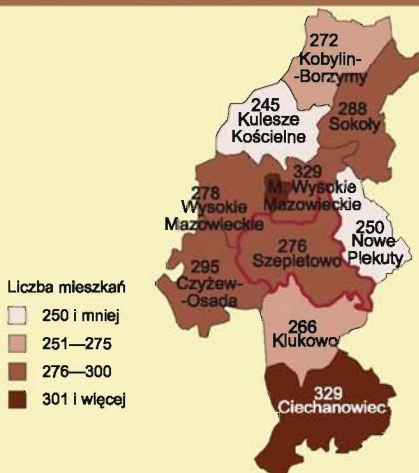 272
Kobylin-
-Borzymy
245
Kulesze
Kościelne
288
Sokoły
329
M. Wysokie
Mazowieckie
278
Wysokie
Mazowieckie
250
Nowe
Piekuty
276
Szepietowo
295
Czyżew-
-Osada
266
Klukowo
329
Ciechanowiec
Liczba mieszkań
250 i mniej
251—275
276—300
301 i więcej